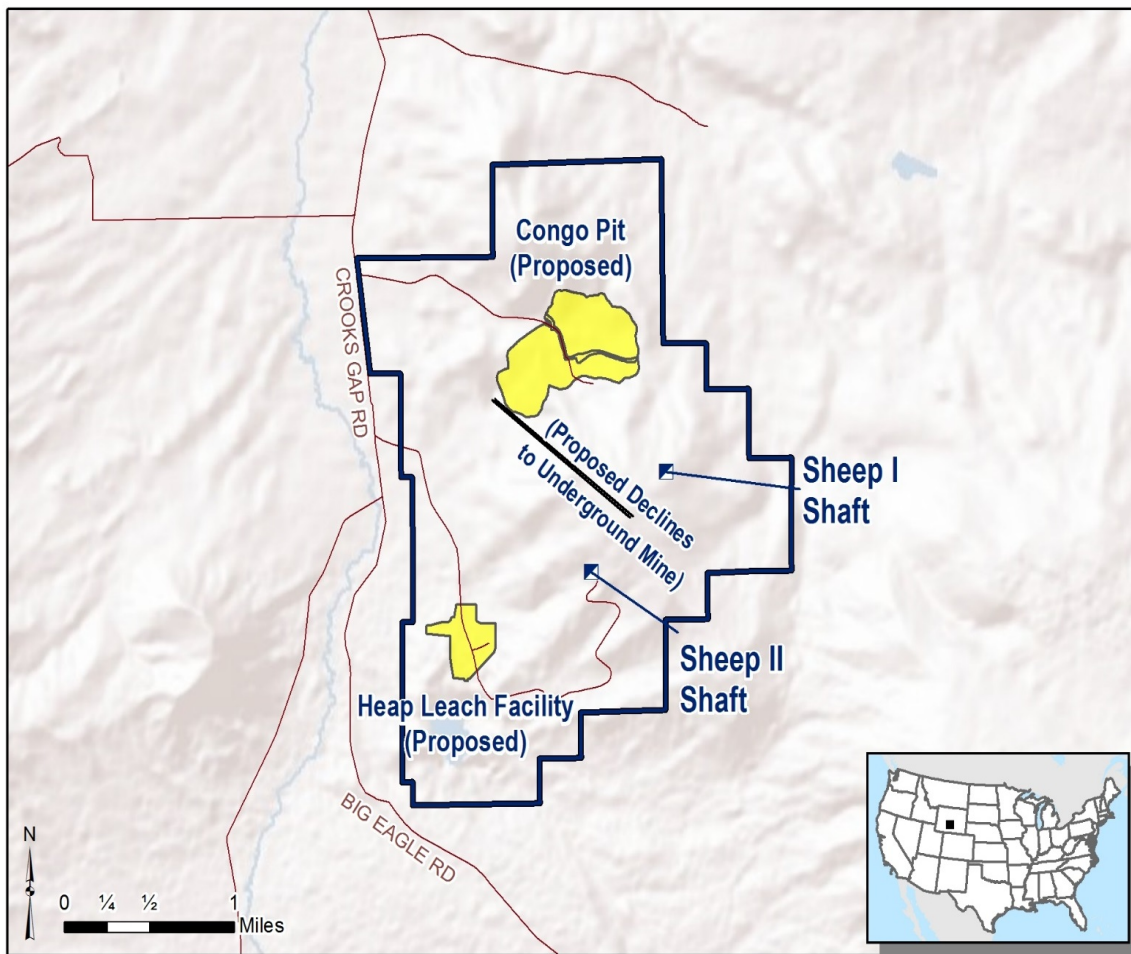 Congo Pit
(Proposed)
CROOKS GAP RD
(Proposed Declines
to Underground Mine)
Sheep I
Shaft
Sheep II
Shaft
Heap Leach Facility
(Proposed)
BIG EAGLE RD
N
0 ¼ ½ 1
Miles